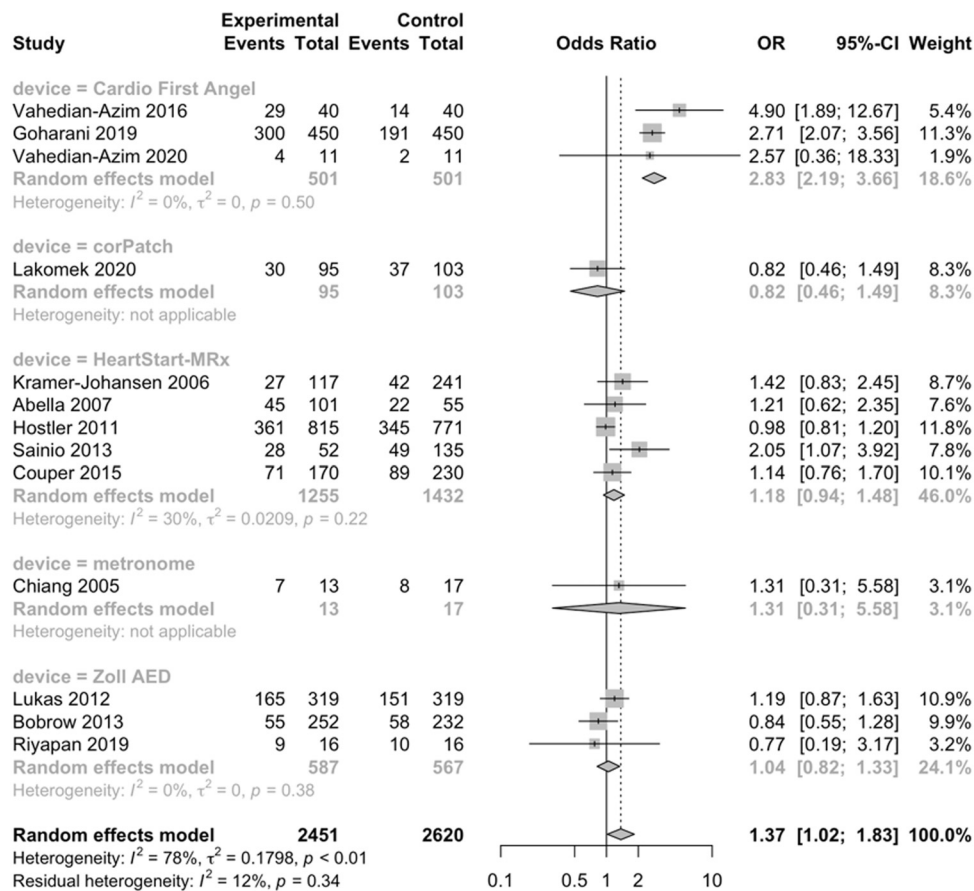 Experimental Control
Study Events Total Events Total Odds Ratio OR 95%-CI Weight
device = Cardio First Angel
Vahedian-Azim 2016 29 40 14 40 4.90 [1.89; 12.67] 5.4%
Goharani 2019 300 450 191 450 2.71 [2.07; 3.56] 11.3%
Vahedian-Azim 2020 4 11 2 11 2.57 [0.36; 18.33] 1.9%
Random effects model 501 501 2.83 [2.19; 3.66] 18.6%
Heterogeneity: I² = 0%, τ² = 0, p = 0.50
device = corPatch
Lakomek 2020 30 95 37 103 0.82 [0.46; 1.49] 8.3%
Random effects model 95 103 0.82 [0.46; 1.49] 8.3%
Heterogeneity: not applicable
device = HeartStart-MRx
Kramer-Johansen 2006 27 117 42 241 1.42 [0.83; 2.45] 8.7%
Abella 2007 45 101 22 55 1.21 [0.62; 2.35] 7.6%
Hostler 2011 361 815 345 771 0.98 [0.81; 1.20] 11.8%
Sainio 2013 28 52 49 135 2.05 [1.07; 3.92] 7.8%
Couper 2015 71 170 89 230 1.14 [0.76; 1.70] 10.1%
Random effects model 1255 1432 1.18 [0.94; 1.48] 46.0%
Heterogeneity: I² = 30%, τ² = 0.0209, p = 0.22
device = metronome
Chiang 2005 7 13 8 17 1.31 [0.31; 5.58] 3.1%
Random effects model 13 17 1.31 [0.31; 5.58] 3.1%
Heterogeneity: not applicable
device = Zoll AED
Lukas 2012 165 319 151 319 1.19 [0.87; 1.63] 10.9%
Bobrow 2013 55 252 58 232 0.84 [0.55; 1.28] 9.9%
Riyapan 2019 9 16 10 16 0.77 [0.19; 3.17] 3.2%
Random effects model 587 567 1.04 [0.82; 1.33] 24.1%
Heterogeneity: I² = 0%, τ² = 0, p = 0.38
Random effects model 2451 2620 1.37 [1.02; 1.83] 100.0%
Heterogeneity: I² = 78%, τ² = 0.1798, p < 0.01
Residual heterogeneity: I² = 12%, p = 0.34
0.1 0.5 1 2 10